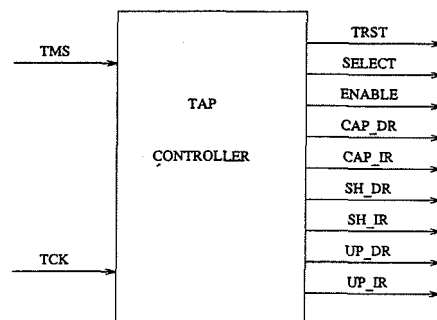 TMS
TCK
TAP
CONTROLLER
TRST
SELECT
ENABLE
CAP_DR
CAP_IR
SH_DR
SH_IR
UP_DR
UP_IR